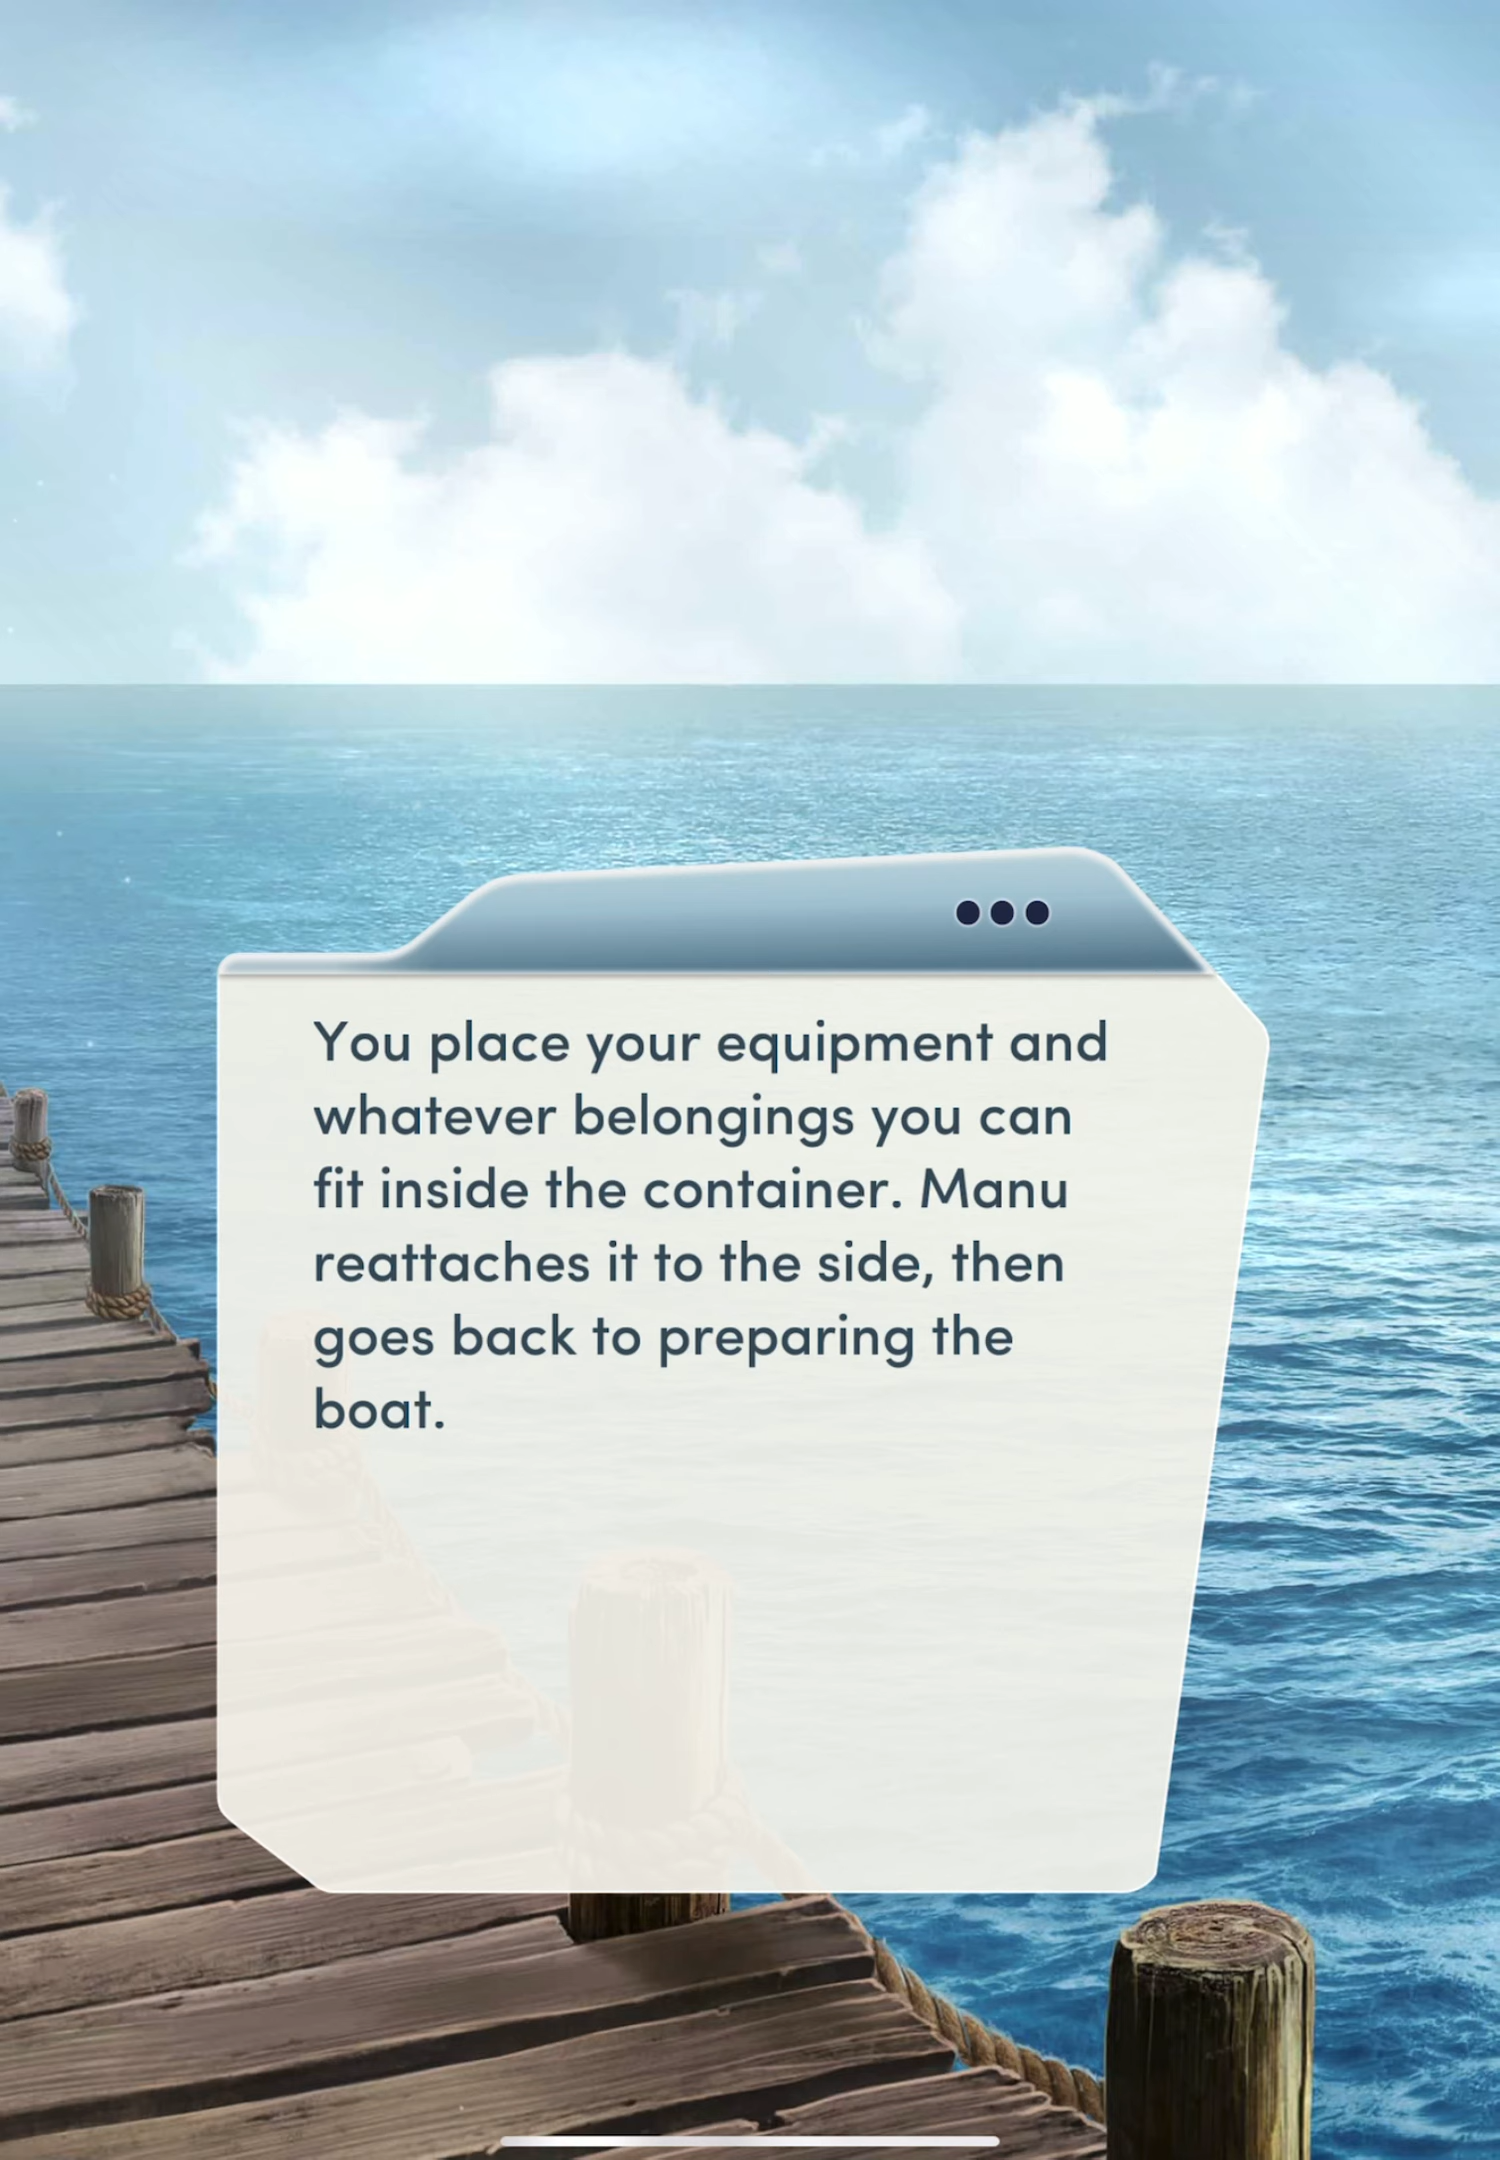 You place your equipment and
whatever belongings you can
fit inside the container. Manu
reattaches it to the side, then
goes back to preparing the
boat.